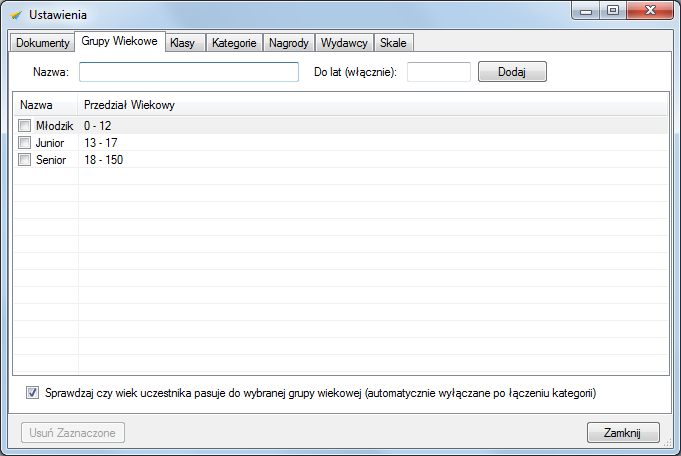 Ustawienia
Dokumenty Grupy Wiekowe Klasy Kategorie Nagrody Wydawcy Skale
Nazwa: Do lat (włącznie): Dodaj
Nazwa Przedział Wiekowy
Młodzik 0 - 12
Junior 13 - 17
Senior 18 - 150
Sprawdzaj czy wiek uczestnika pasuje do wybranej grupy wiekowej (automatycznie wyłączane po łączeniu kategorii)
Usuń Zaznaczone Zamknij